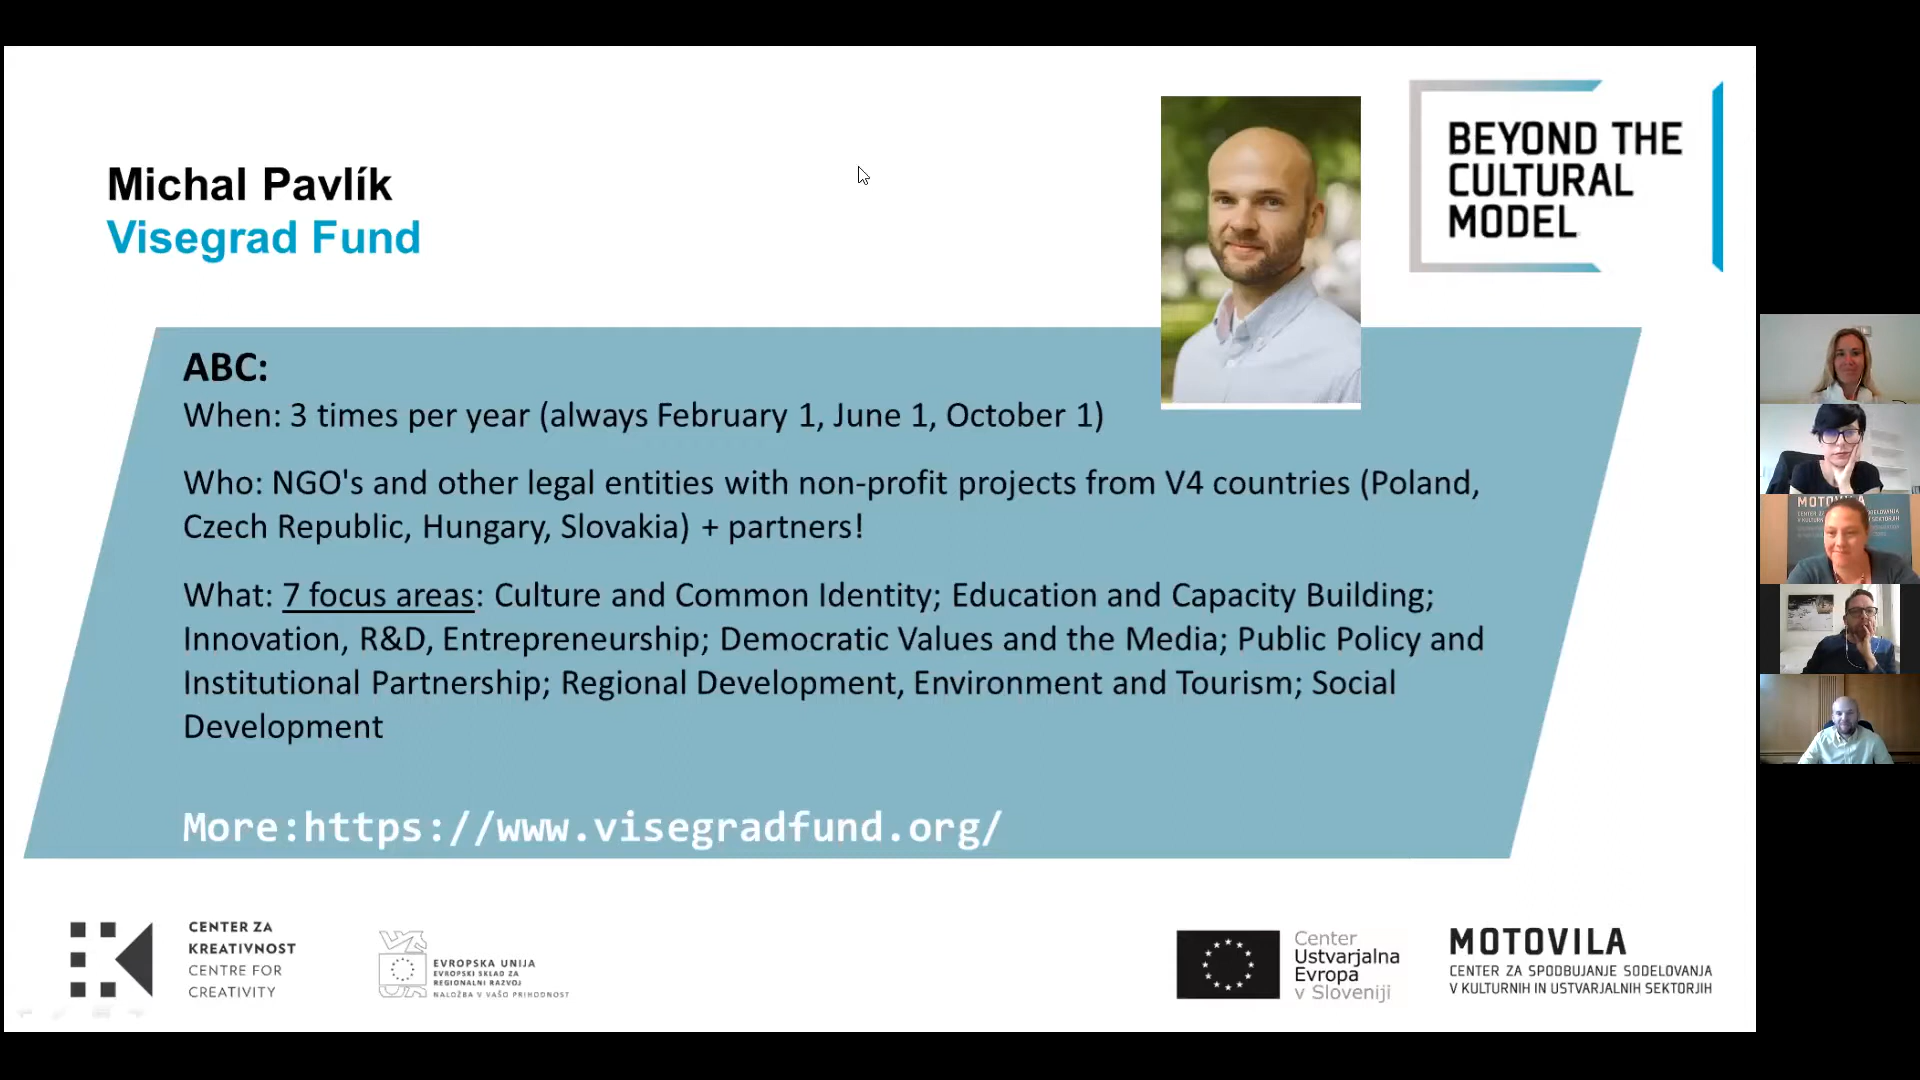 Michal Pavlík
Visegrad Fund
BEYOND THE
CULTURAL
MODEL
ABC:
When: 3 times per year (always February 1, June 1, October 1)
Who: NGO's and other legal entities with non-profit projects from V4 countries (Poland,
Czech Republic, Hungary, Slovakia) + partners!
What: 7 focus areas: Culture and Common Identity; Education and Capacity Building;
Innovation, R&D, Entrepreneurship; Democratic Values and the Media; Public Policy and
Institutional Partnership; Regional Development, Environment and Tourism; Social
Development
More:https://www.visegradfund.org/
CENTER ZA
KREATIVNOST
CENTRE FOR
CREATIVITY
EVROPSKA UNIJA
EVROPSKI SKLAD ZA
REGIONALNI RAZVOJ
NALOŽBA V VAŠO PRIHODNOST
Center
Ustvarjalna
Evropa
v Sloveniji
MOTOVILA
CENTER ZA SPODBUJANJE SODELOVANJA
V KULTURNIH IN USTVARJALNIH SEKTORJIH
MOTOVILA